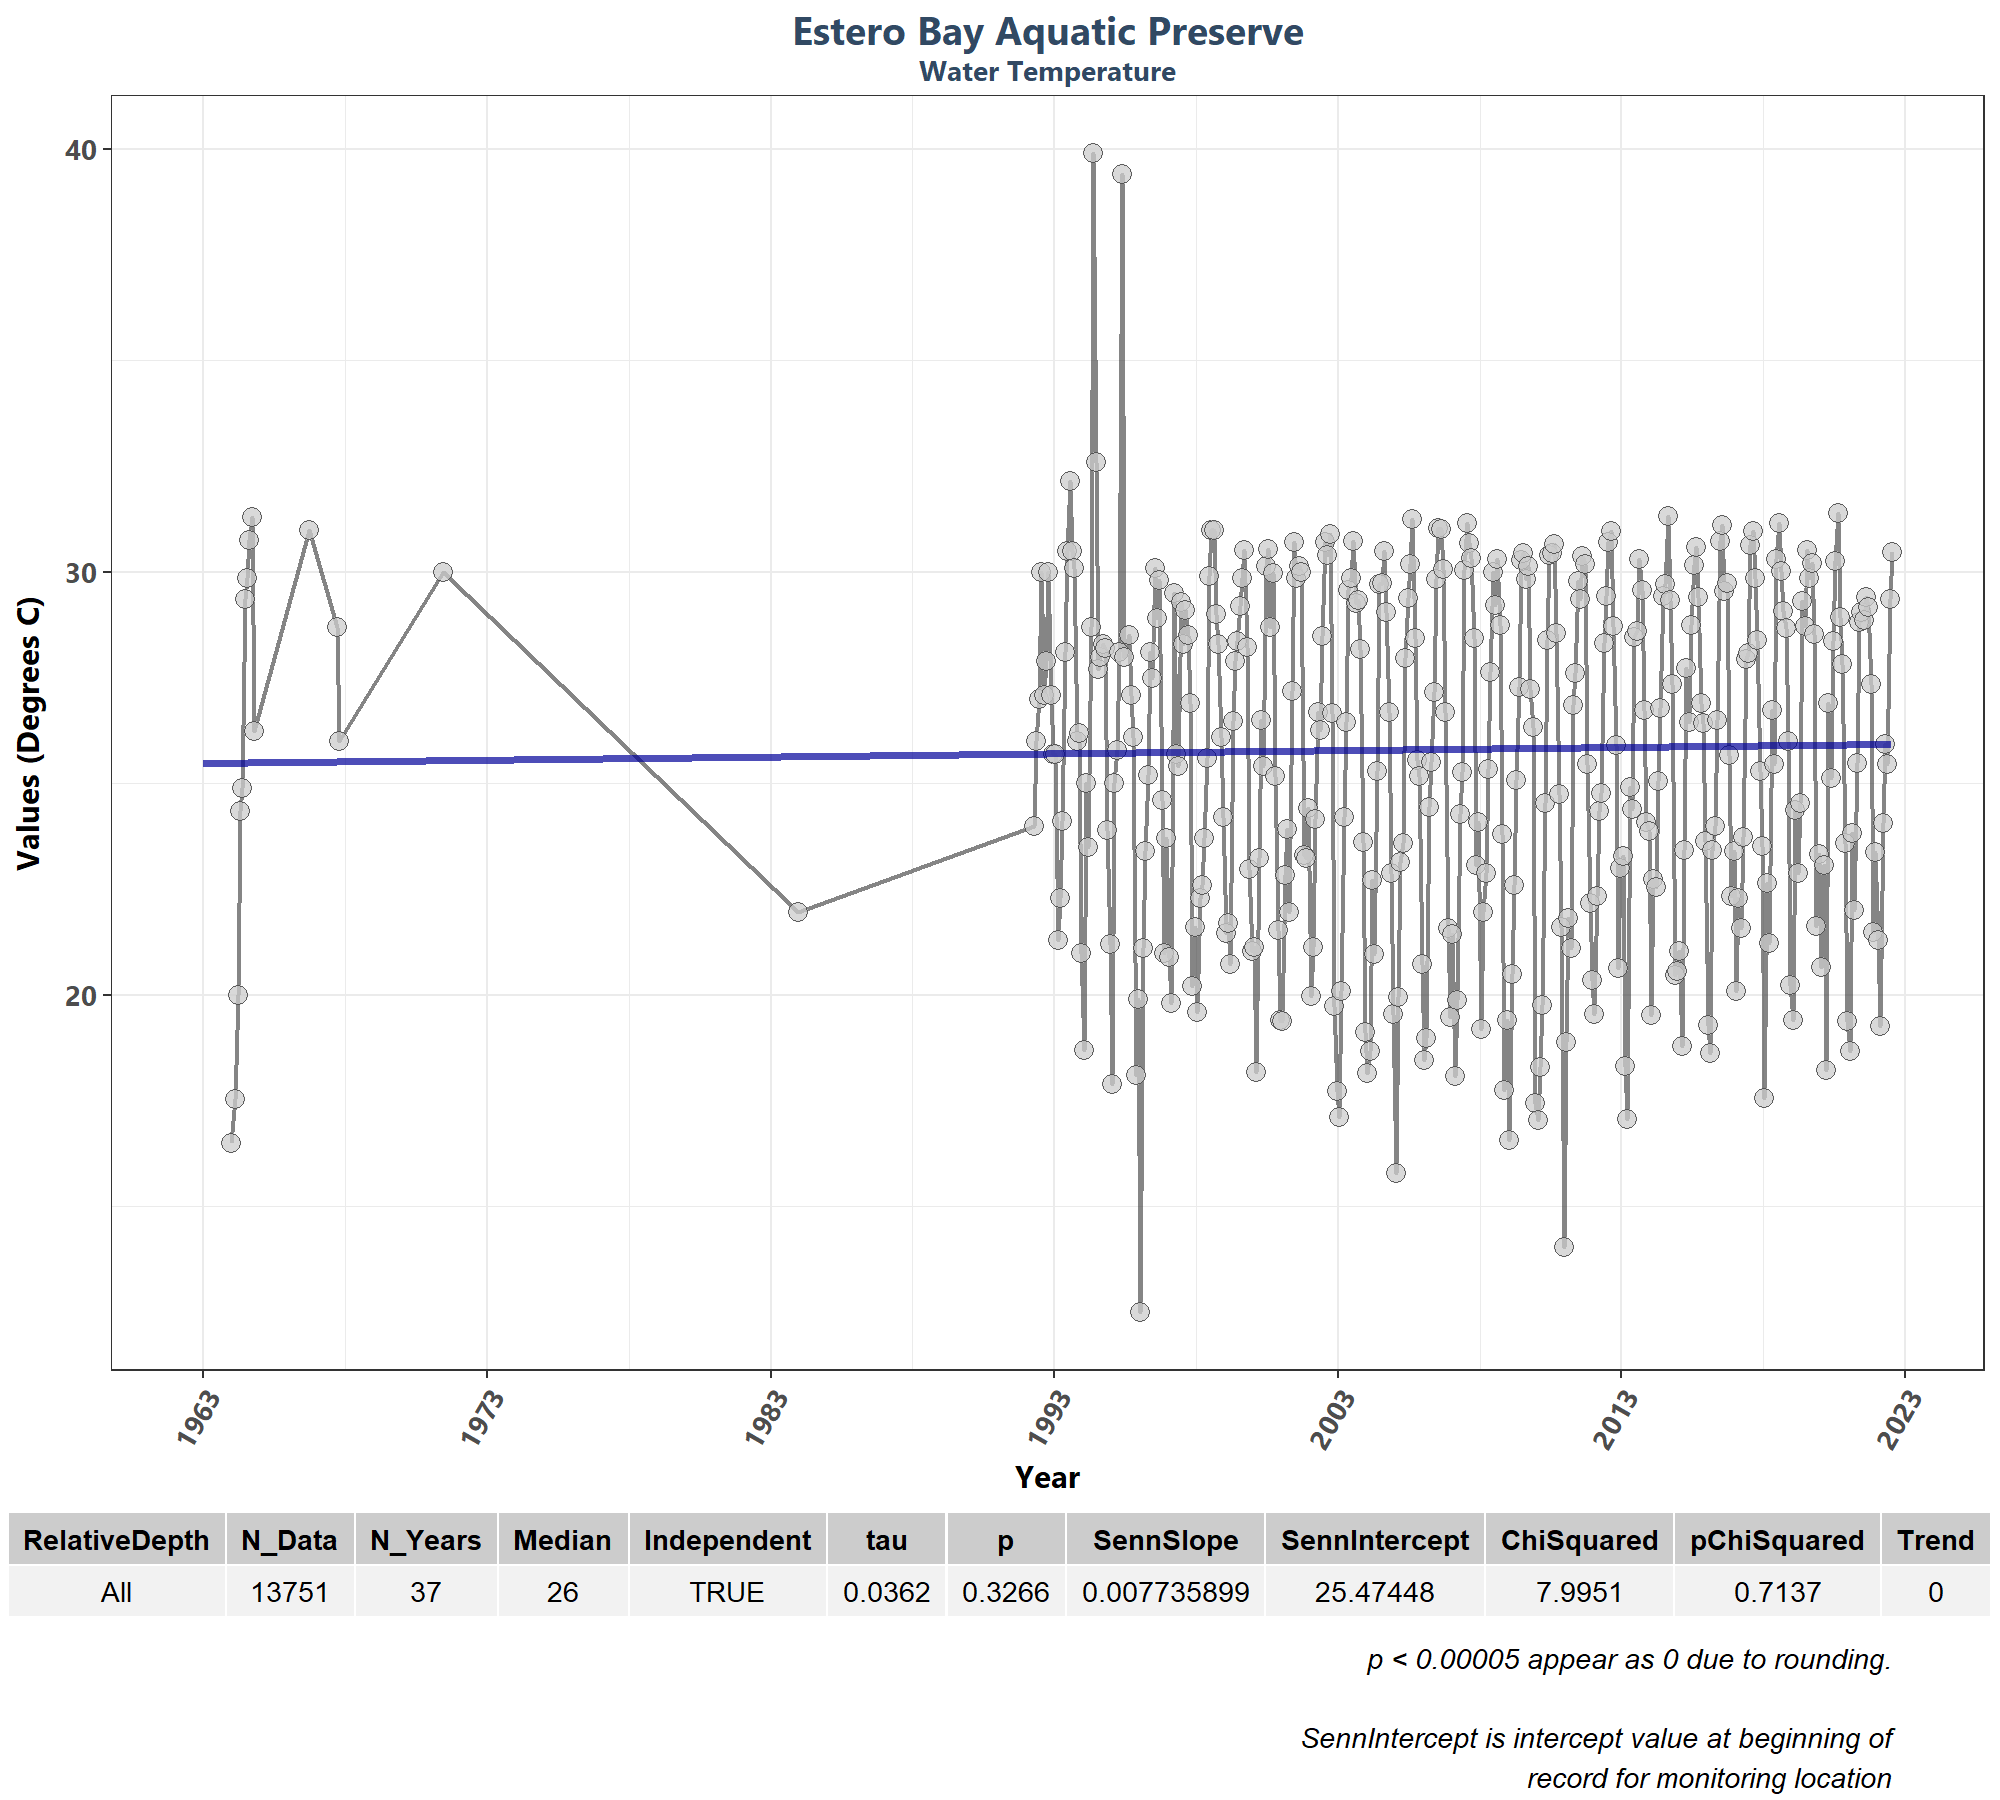 Estero Bay Aquatic Preserve
Water Temperature
Values (Degrees C)
40
30
20
1963 1973 1983 1993 2003 2013 2023
Year
RelativeDepth N_Data N_Years Median Independent tau p SennSlope SennIntercept ChiSquared pChiSquared Trend
All 13751 37 26 TRUE 0.0362 0.3266 0.007735899 25.47448 7.9951 0.7137 0
p < 0.00005 appear as 0 due to rounding.
SennIntercept is intercept value at beginning of
record for monitoring location